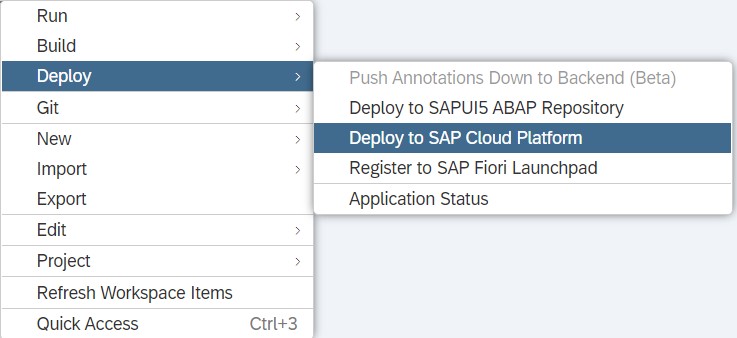 Run
Build
Deploy
Git
New
Import
Export
Edit
Project
Refresh Workspace Items
Quick Access Ctrl+3
Push Annotations Down to Backend (Beta)
Deploy to SAPUI5 ABAP Repository
Deploy to SAP Cloud Platform
Register to SAP Fiori Launchpad
Application Status